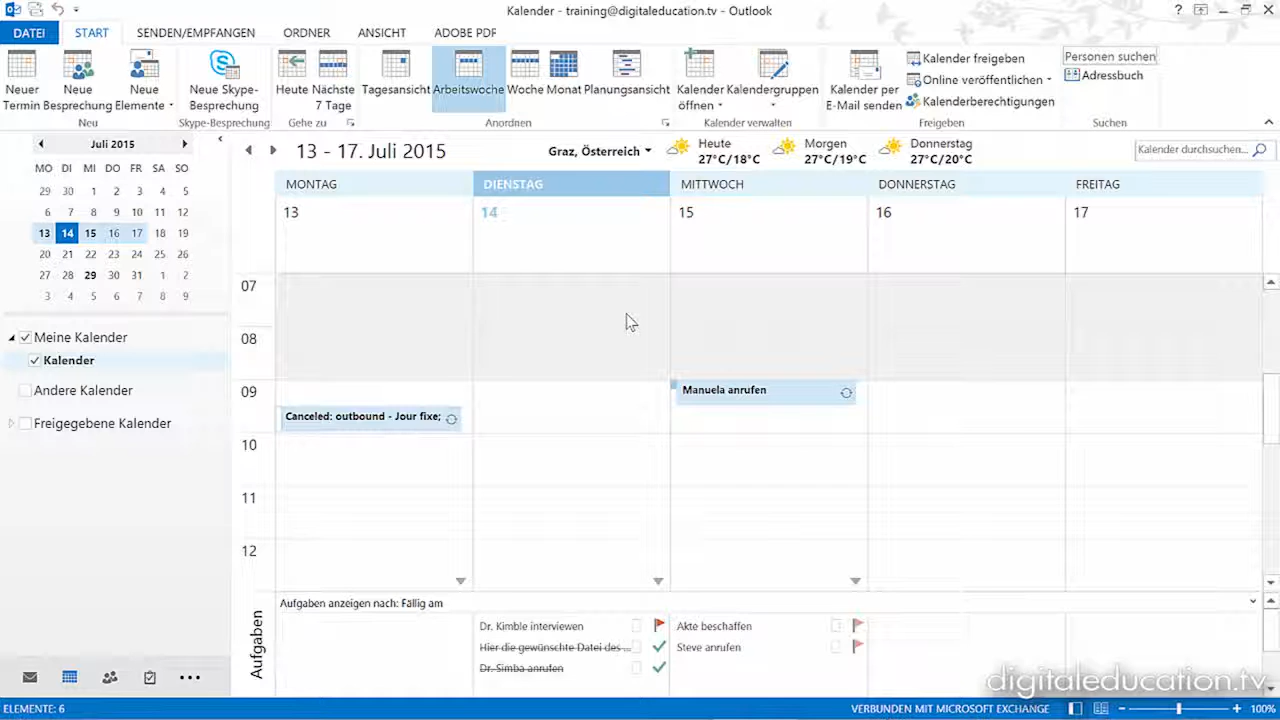 Kalender - training@digitaleducation.tv - Outlook
?
DATEI START SENDEN/EMPFANGEN ORDNER ANSICHT ADOBE PDF
Neuer Termin
Neue Besprechung
Neue Elemente
Neu
Neue Skype-Besprechung
Skype-Besprechung
Heute
Nächste 7 Tage
Gehe zu
Tagesansicht
Arbeitswoche
Woche
Monat
Planungsansicht
Anordnen
Kalender öffnen
Kalendergruppen
Kalender verwalten
Kalender per E-Mail senden
Kalender freigeben
Online veröffentlichen
Kalenderberechtigungen
Freigeben
Personen suchen
Adressbuch
Suchen
Juli 2015
MO DI MI DO FR SA SO
29 30 1 2 3 4 5
6 7 8 9 10 11 12
13 14 15 16 17 18 19
20 21 22 23 24 25 26
27 28 29 30 31 1 2
3 4 5 6 7 8 9
Meine Kalender
Kalender
Andere Kalender
Freigegebene Kalender
13 - 17. Juli 2015
Graz, Österreich
Heute
27°C/18°C
Morgen
27°C/19°C
Donnerstag
27°C/20°C
Kalender durchsuchen...
MONTAG DIENSTAG MITTWOCH DONNERSTAG FREITAG
13 14 15 16 17
07
08
09
Manuela anrufen
Canceled: outbound - Jour fixe;
10
11
12
Aufgaben anzeigen nach: Fällig am
Aufgaben
Dr. Kimble interviewen
Hier die gewünschte Datei des ...
Dr. Simba anrufen
Akte beschaffen
Steve anrufen
digitaleducation.tv
ELEMENTE: 6
VERBUNDEN MIT MICROSOFT EXCHANGE
100%